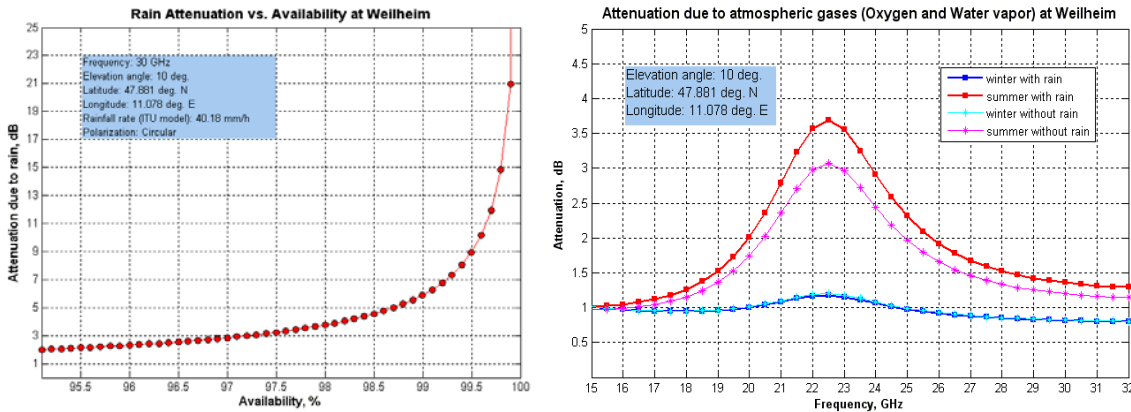 Rain Attenuation vs. Availability at Weilheim
25
23
21
19
17
15
13
11
9
7
5
3
1
Attenuation due to rain, dB
Frequency: 30 GHz
Elevation angle: 10 deg.
Latitude: 47.881 deg. N
Longitude: 11.078 deg. E
Rainfall rate (ITU model): 40.18 mm/h
Polarization: Circular
95.5 96 96.5 97 97.5 98 98.5 99 99.5 100
Availability, %
Attenuation due to atmospheric gases (Oxygen and Water vapor) at Weilheim
5
4.5
4
3.5
3
2.5
2
1.5
1
0.5
Attenuation, dB
Elevation angle: 10 deg.
Latitude: 47.881 deg. N
Longitude: 11.078 deg. E
winter with rain
summer with rain
winter without rain
summer without rain
15 16 17 18 19 20 21 22 23 24 25 26 27 28 29 30 31 32
Frequency, GHz